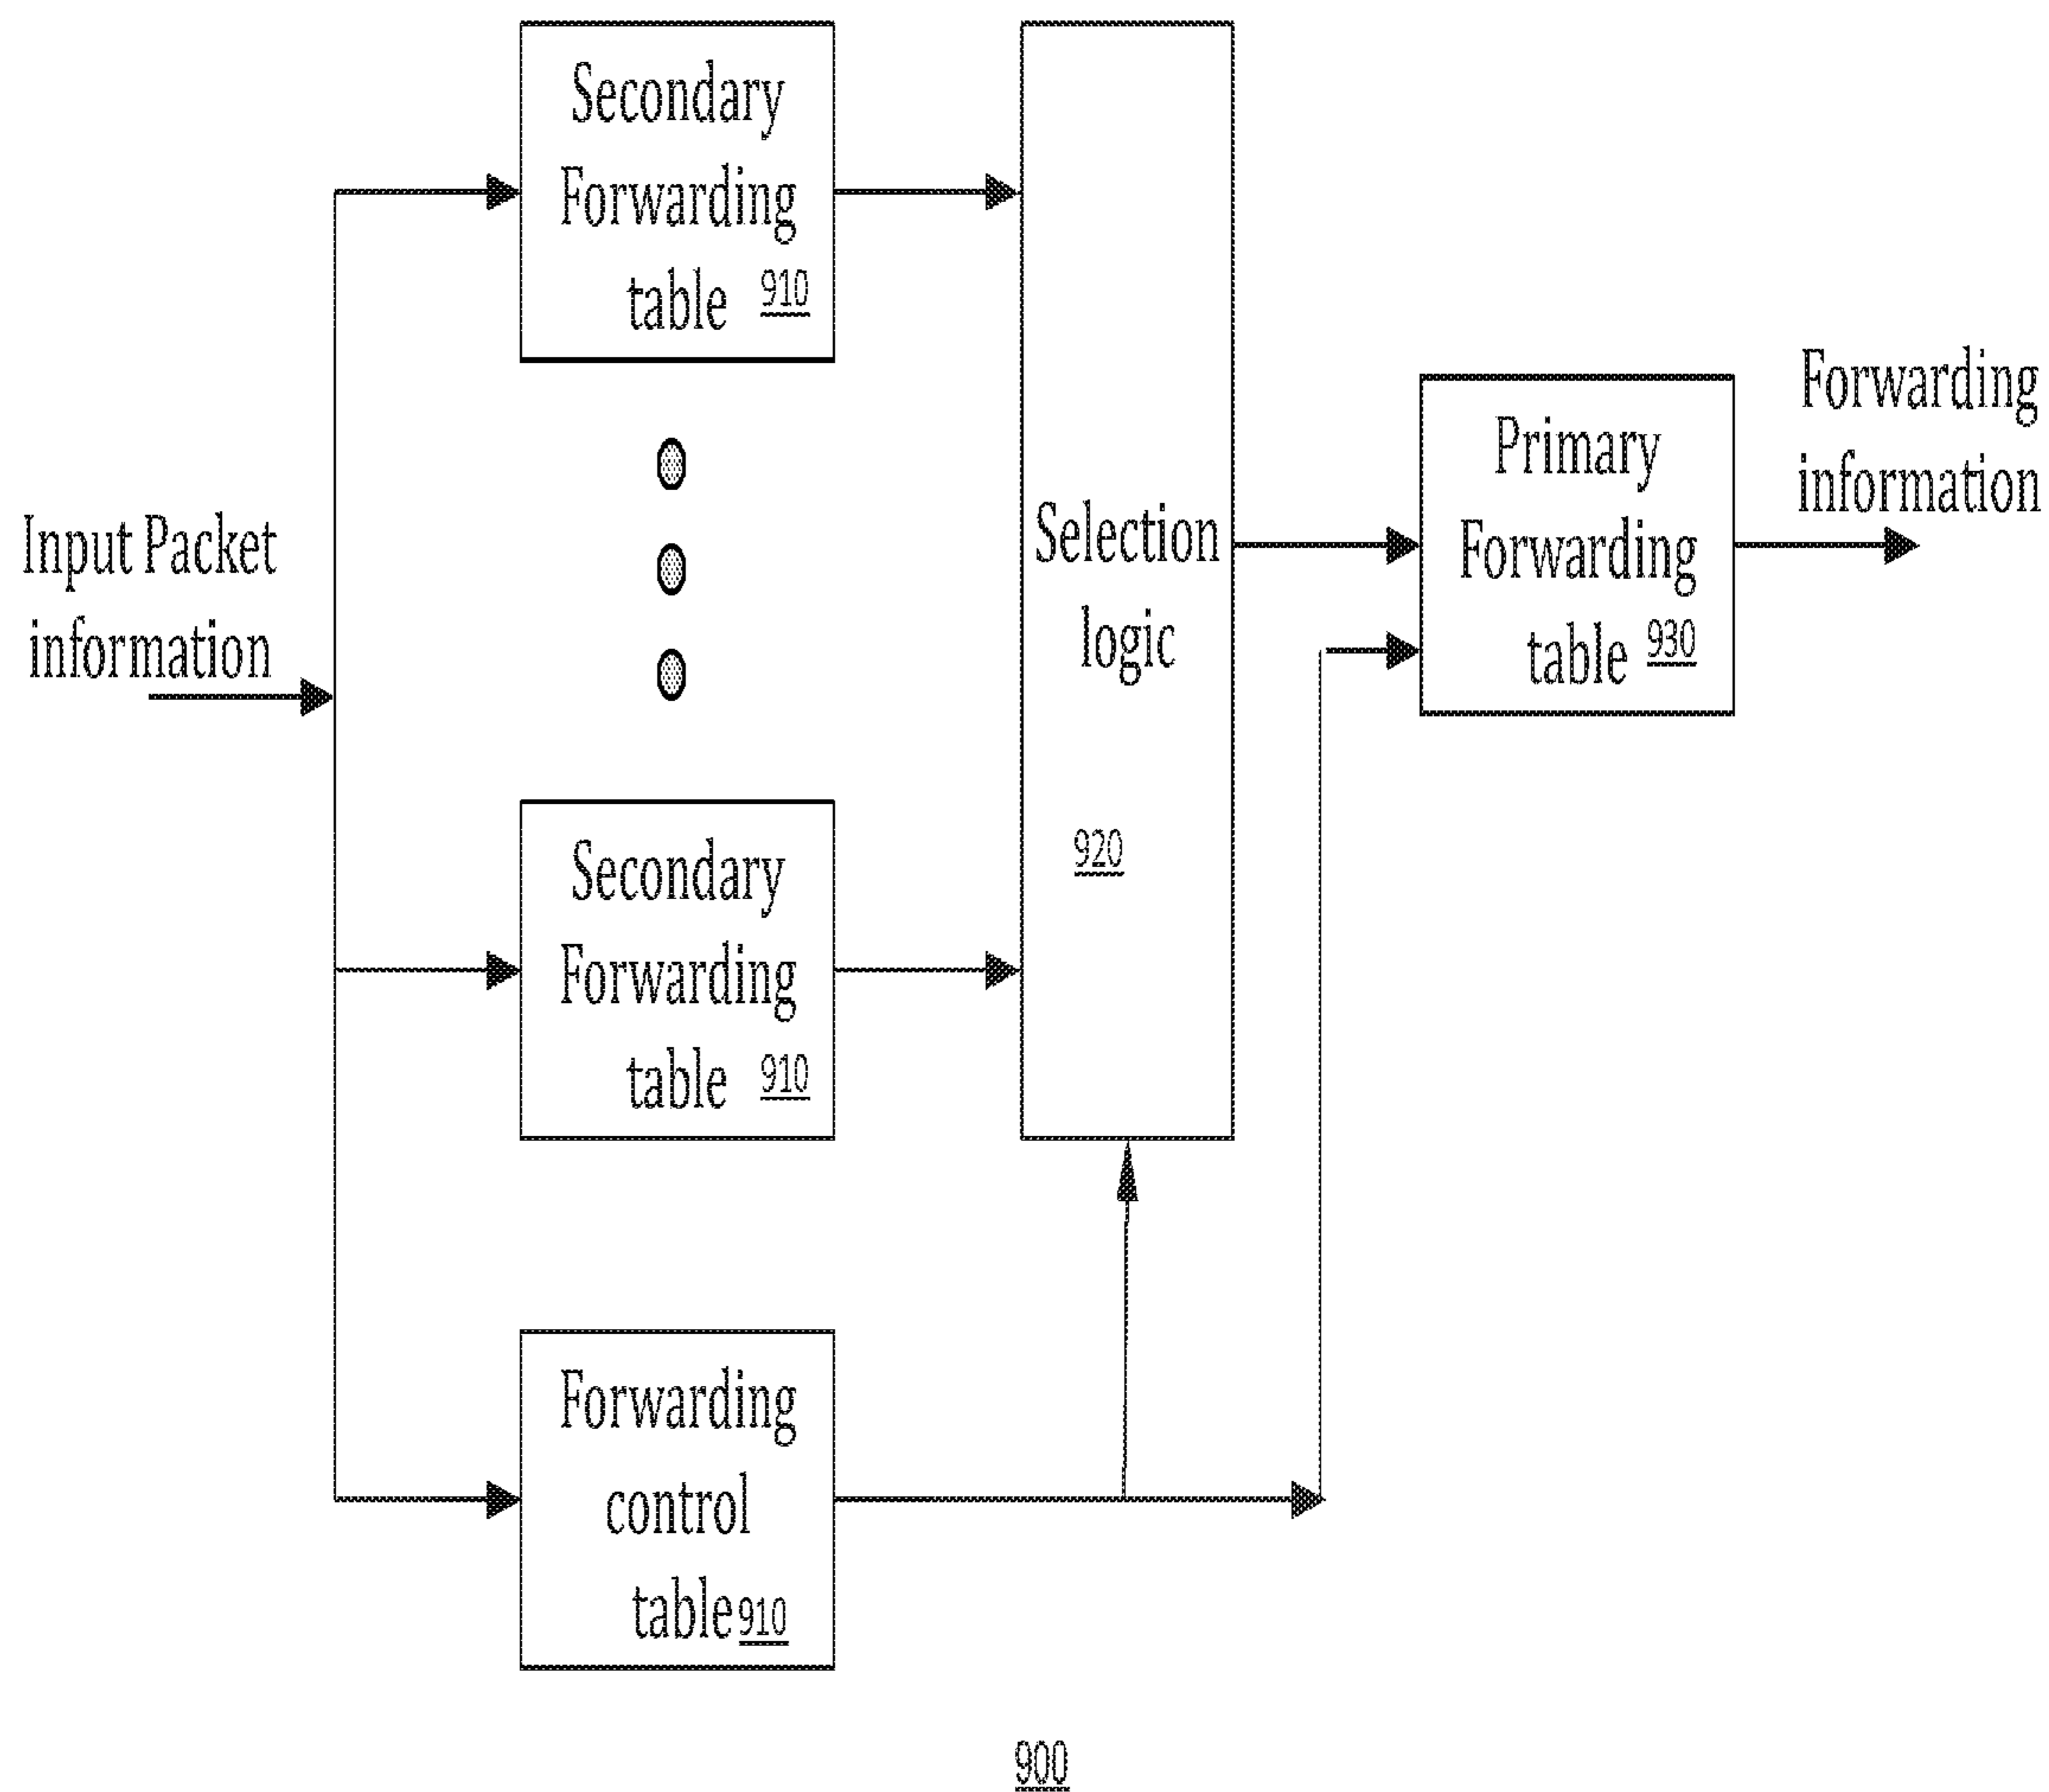 Input Packet
information
Secondary
Forwarding
table 910
Secondary
Forwarding
table 910
Forwarding
control
table 910
Selection
logic
920
Primary
Forwarding
table 930
Forwarding
information
900